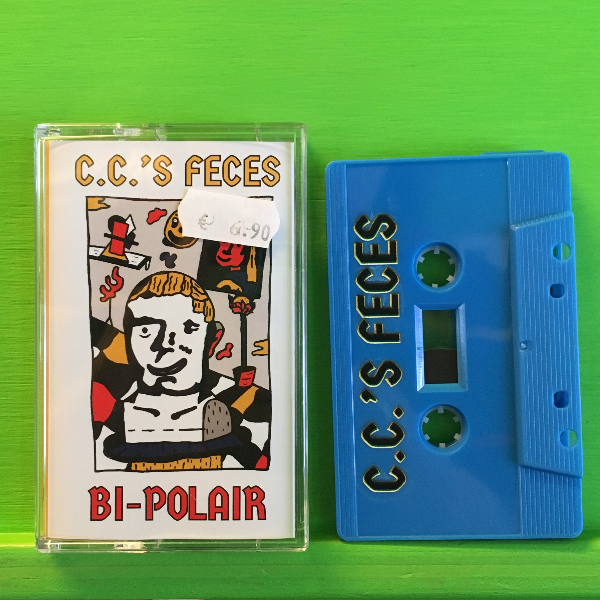 C.C.'S FECES
€ 6.90
BI-POLAIR
C.C.'S FECES